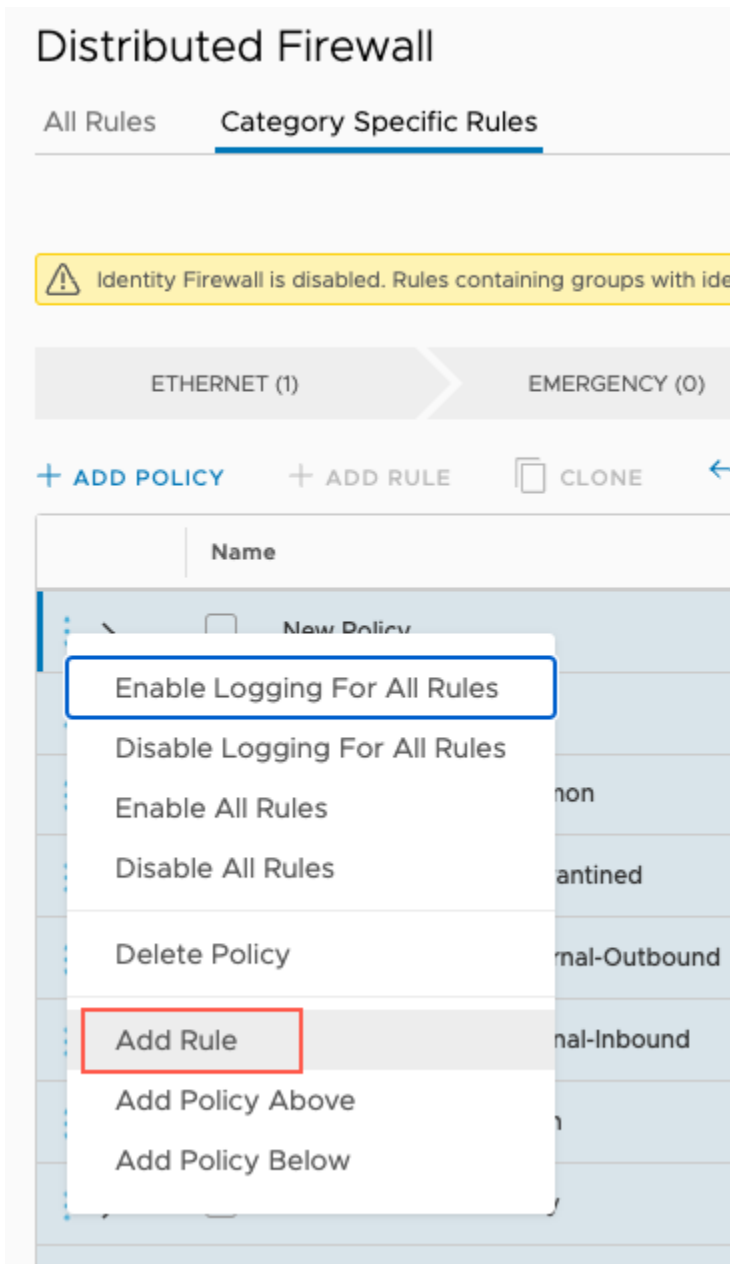 Distributed Firewall
All Rules Category Specific Rules
Identity Firewall is disabled. Rules containing groups with
ETHERNET (1) EMERGENCY (0)
+ ADD POLICY + ADD RULE CLONE
Name
New Policy
Enable Logging For All Rules
Disable Logging For All Rules
Enable All Rules
Disable All Rules
Delete Policy
rnal-Outbound
Add Rule
nal-Inbound
Add Policy Above
Add Policy Below